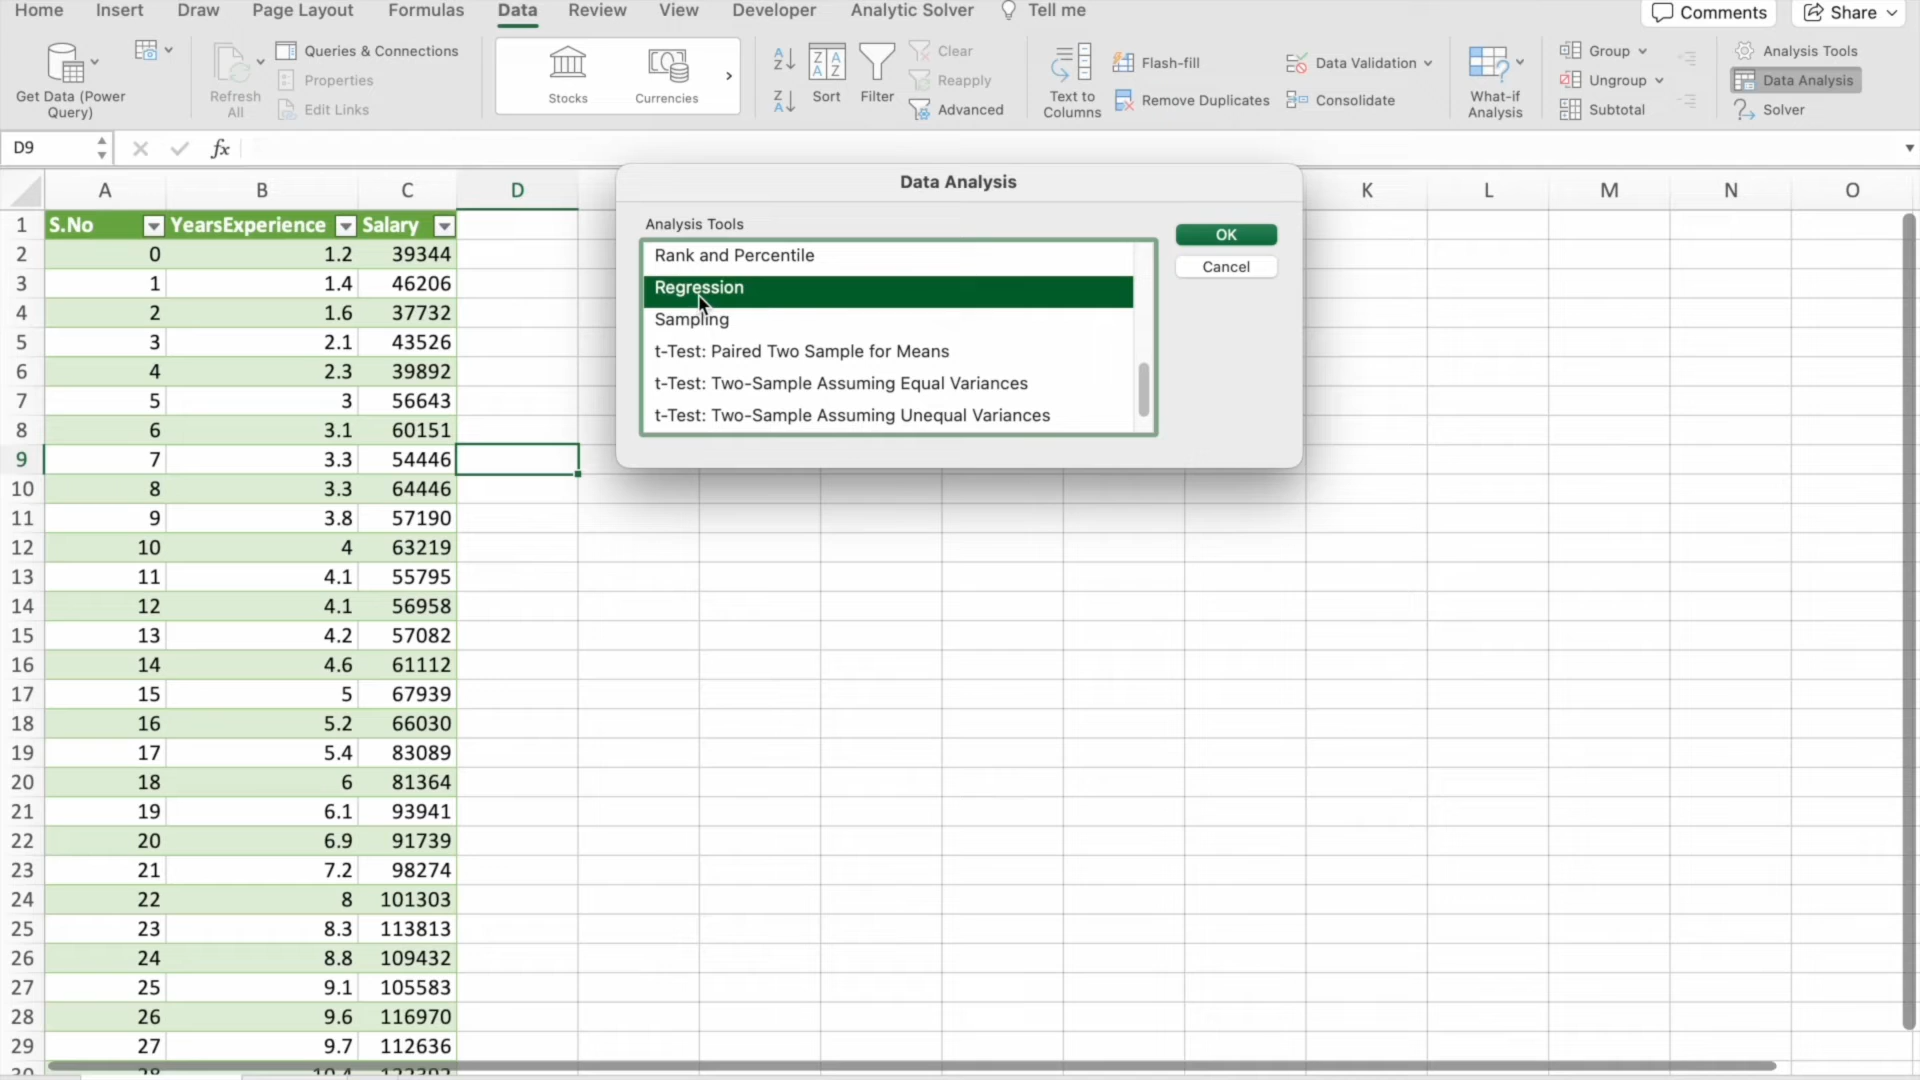 Home Insert Draw Page Layout Formulas Data Review View Developer Analytic Solver Tell me Comments Share
Get Data (Power Query)
Refresh All
Queries & Connections
Properties
Edit Links
Stocks
Currencies
Sort
Filter
Clear
Reapply
Advanced
Text to Columns
Flash-fill
Remove Duplicates
Data Validation
Consolidate
What-if Analysis
Group
Ungroup
Subtotal
Analysis Tools
Data Analysis
Solver
D9 fx
A B C D K L M N O
1 S.No YearsExperience Salary
2 0 1.2 39344
3 1 1.4 46206
4 2 1.6 37732
5 3 2.1 43526
6 4 2.3 39892
7 5 3 56643
8 6 3.1 60151
9 7 3.3 54446
10 8 3.3 64446
11 9 3.8 57190
12 10 4 63219
13 11 4.1 55795
14 12 4.1 56958
15 13 4.2 57082
16 14 4.6 61112
17 15 5 67939
18 16 5.2 66030
19 17 5.4 83089
20 18 6 81364
21 19 6.1 93941
22 20 6.9 91739
23 21 7.2 98274
24 22 8 101303
25 23 8.3 113813
26 24 8.8 109432
27 25 9.1 105583
28 26 9.6 116970
29 27 9.7 112636
Data Analysis
Analysis Tools
Rank and Percentile
Regression
Sampling
t-Test: Paired Two Sample for Means
t-Test: Two-Sample Assuming Equal Variances
t-Test: Two-Sample Assuming Unequal Variances
OK
Cancel